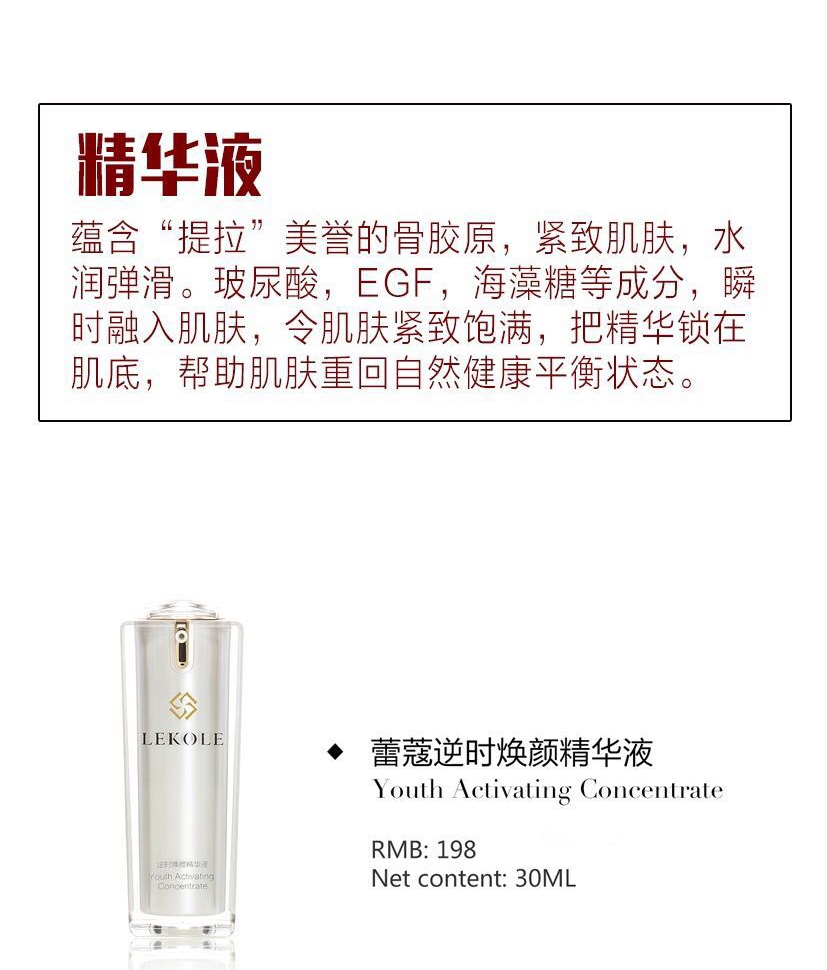 精华液
蕴含“提拉”美誉的骨胶原，紧致肌肤，水
润弹滑。玻尿酸，EGF，海藻糖等成分，瞬
时融入肌肤，令肌肤紧致饱满，把精华锁在
肌底，帮助肌肤重回自然健康平衡状态。
LEKOLE
逆时焕颜精华液
Youth Activating
Concentrate
蕾蔻逆时焕颜精华液
Youth Activating Concentrate
RMB: 198
Net content: 30ML